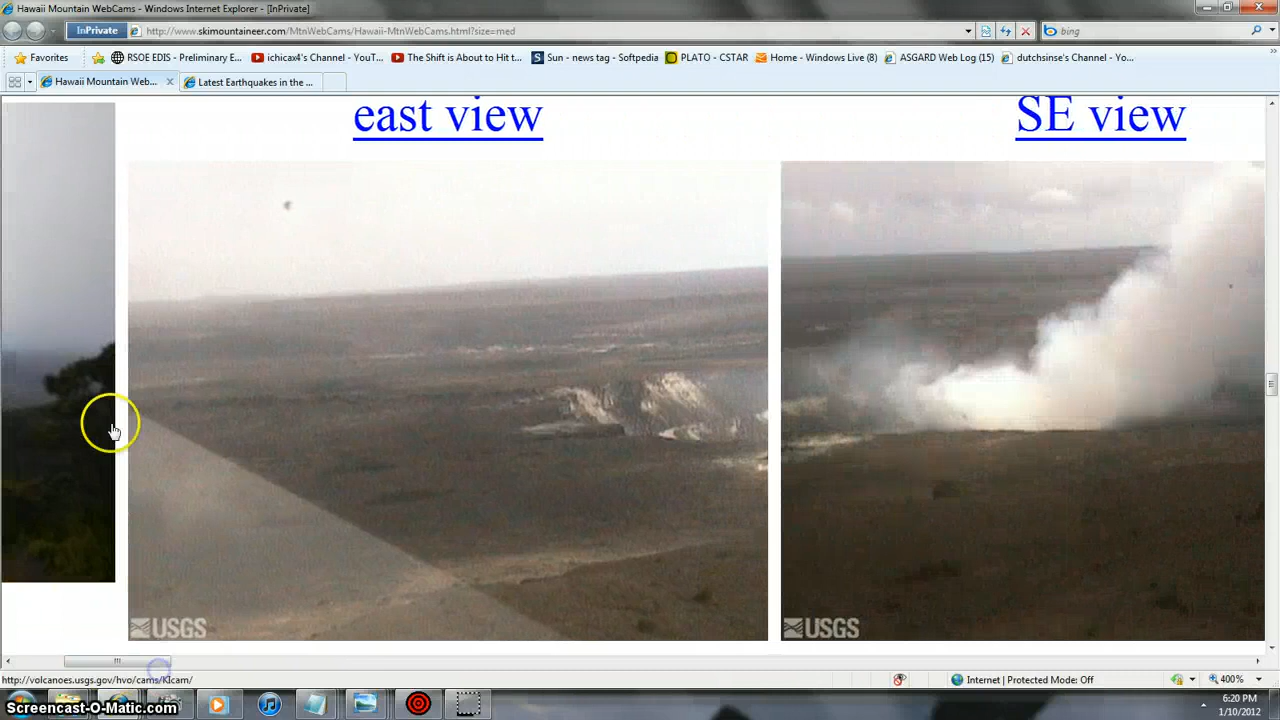 Hawaii Mountain WebCams - Windows Internet Explorer - [InPrivate]
InPrivate
http://www.skimountaineer.com/MtnWebCams/Hawaii-MtnWebCams.html?size=med
bing
Favorites
RSOE EDIS - Preliminary E...
ichicax4's Channel - YouT...
The Shift is About to Hit t...
Sun - news tag - Softpedia
PLATO - CSTAR
Home - Windows Live (8)
ASGARD Web Log (15)
dutchsinse's Channel - Yo...
Hawaii Mountain Web...
Latest Earthquakes in the ...
east view
SE view
USGS
USGS
http://volcanoes.usgs.gov/hvo/cams/KIcam/
Internet | Protected Mode: Off
400%
Screencast-O-Matic.com
6:20 PM
1/10/2012